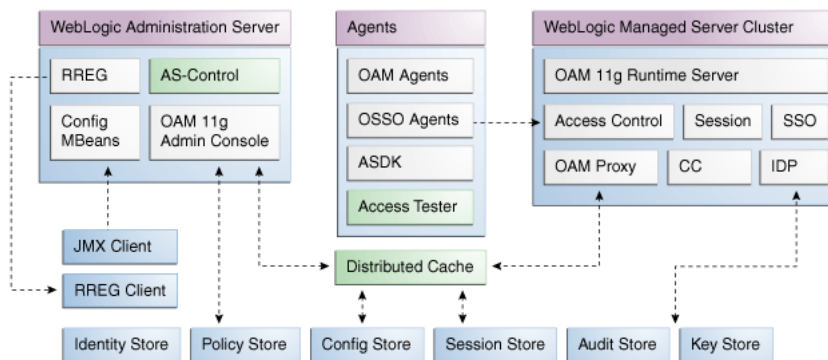 WebLogic Administration Server
RREG
AS-Control
Config
MBeans
OAM 11g
Admin Console
JMX Client
RREG Client
Agents
OAM Agents
OSSO Agents
ASDK
Access Tester
Distributed Cache
WebLogic Managed Server Cluster
OAM 11g Runtime Server
Access Control
Session
SSO
OAM Proxy
CC
IDP
Identity Store
Policy Store
Config Store
Session Store
Audit Store
Key Store